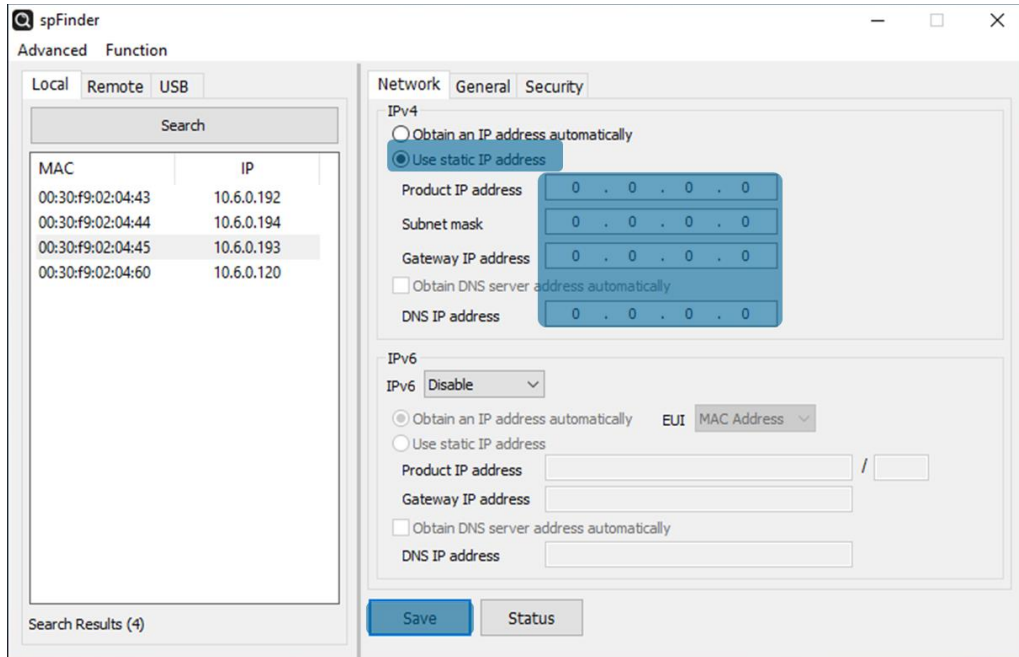 spFinder
Advanced Function
Local Remote USB
Search
MAC IP
00:30:f9:02:04:43 10.6.0.192
00:30:f9:02:04:44 10.6.0.194
00:30:f9:02:04:45 10.6.0.193
00:30:f9:02:04:60 10.6.0.120
Search Results (4)
Network General Security
IPv4
Obtain an IP address automatically
Use static IP address
Product IP address 0 . 0 . 0 . 0
Subnet mask 0 . 0 . 0 . 0
Gateway IP address 0 . 0 . 0 . 0
Obtain DNS server address automatically
DNS IP address 0 . 0 . 0 . 0
IPv6
IPv6 Disable
Obtain an IP address automatically EUI MAC Address
Use static IP address
Product IP address /
Gateway IP address
Obtain DNS server address automatically
DNS IP address
Save Status